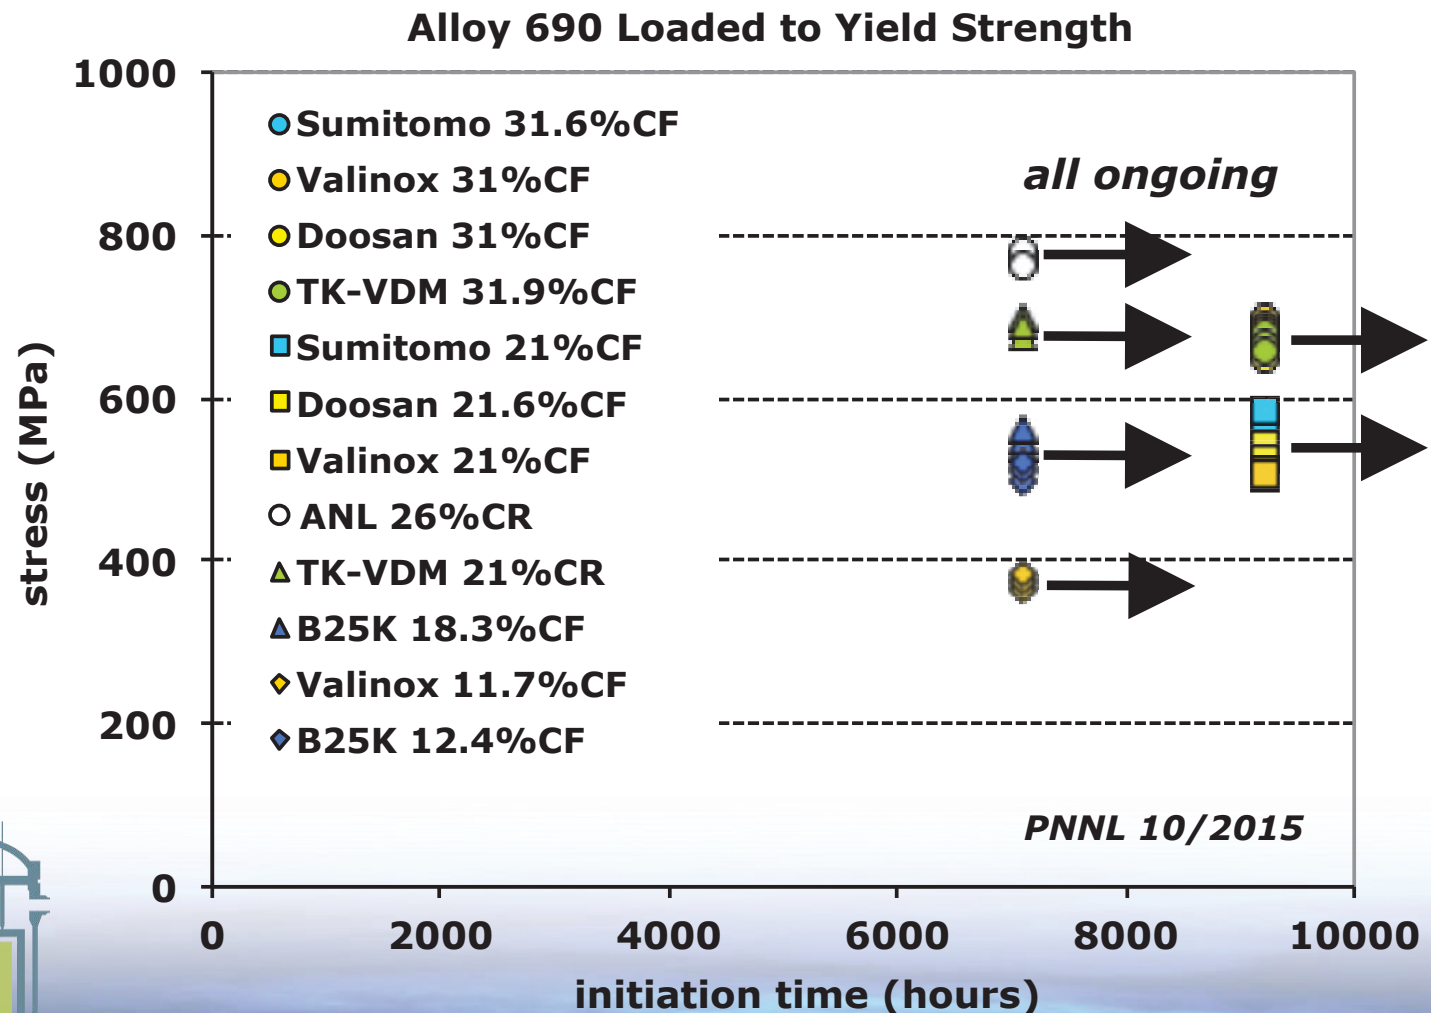 Alloy 690 Loaded to Yield Strength
1000
800
600
400
200
0
stress (MPa)
Sumitomo 31.6%CF
Valinox 31%CF
Doosan 31%CF
TK-VDM 31.9%CF
Sumitomo 21%CF
Doosan 21.6%CF
Valinox 21%CF
ANL 26%CR
TK-VDM 21%CR
B25K 18.3%CF
Valinox 11.7%CF
B25K 12.4%CF
all ongoing
PNNL 10/2015
0 2000 4000 6000 8000 10000
initiation time (hours)